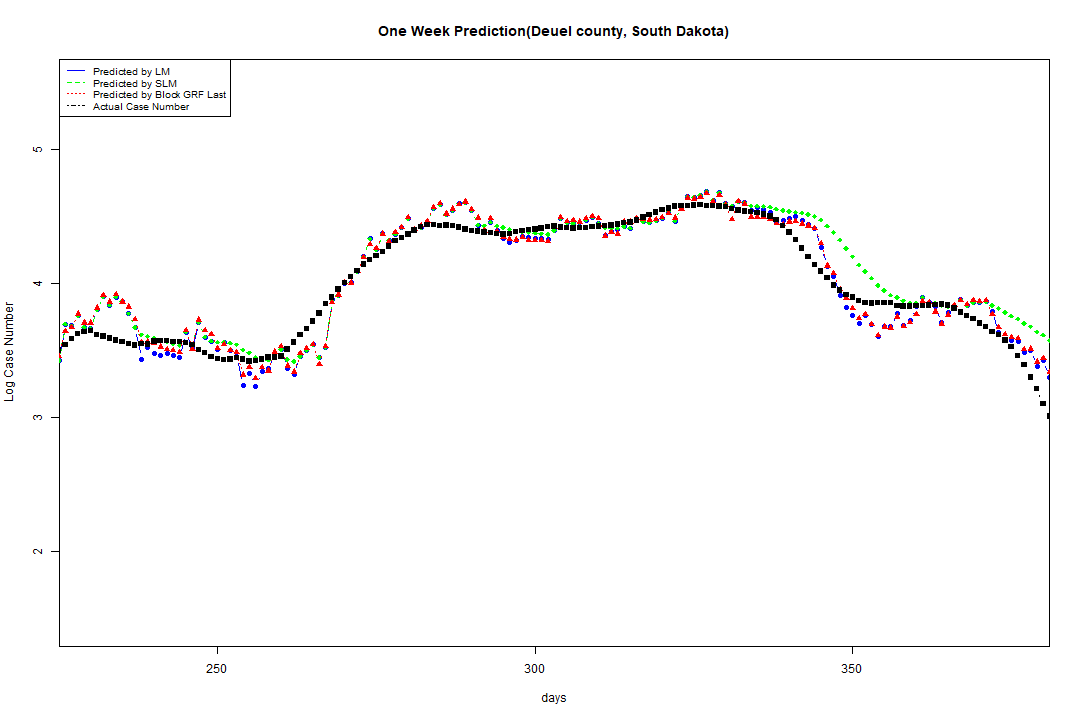 One Week Prediction(Deuel county, South Dakota)
Predicted by LM
Predicted by SLM
Predicted by Block GRF Last
Actual Case Number
5
4
3
2
Log Case Number
250
300
350
days